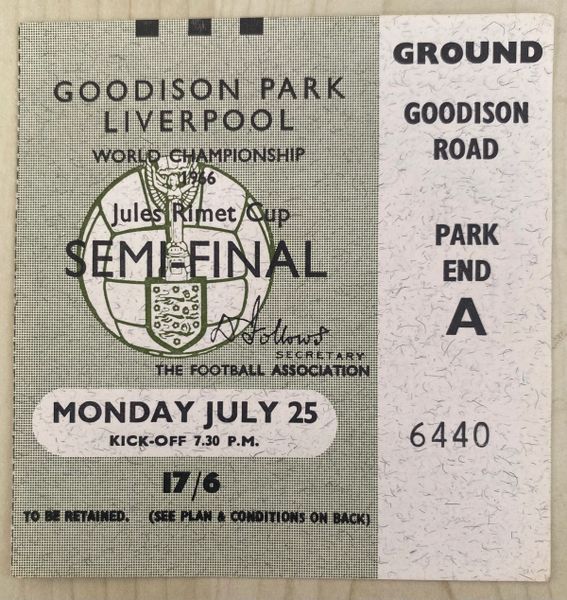 GOODISON PARK
LIVERPOOL
WORLD CHAMPIONSHIP
1966
Jules Rimet Cup
SEMI-FINAL
D Follows
SECRETARY
THE FOOTBALL ASSOCIATION
MONDAY JULY 25
KICK-OFF 7.30 P.M.
17/6
TO BE RETAINED. (SEE PLAN & CONDITIONS ON BACK)
GROUND
GOODISON
ROAD
PARK
END
A
6440